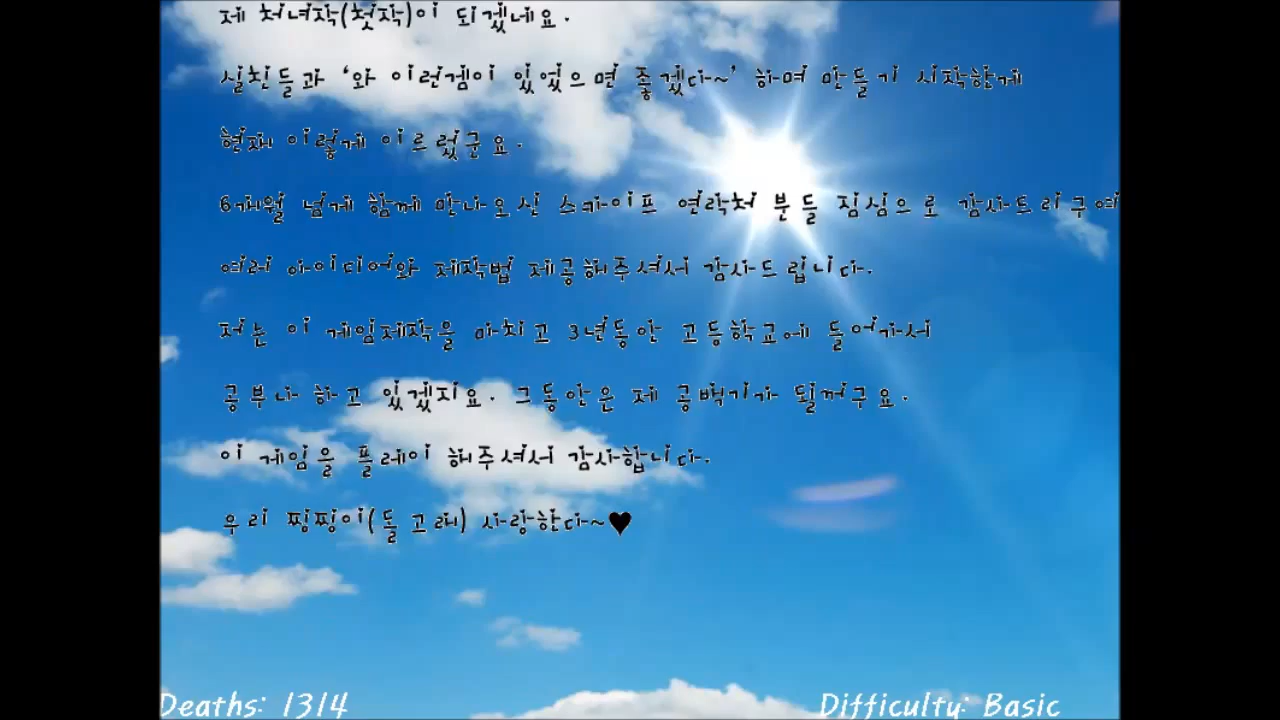 제 처녀작(첫작)이 되겠네요.
실친들과 '와 이런겜이 있었으면 좋겠다~' 하며 만들기 시작한게
현재 이렇게 이르렀군요.
6개월 넘게 함께 만나오신 스카이프 연락처 분들 짐심으로 감사드리구여
여러 아이디어와 제작법 제공해주셔서 감사드립니다.
저는 이 게임제작을 마치고 3년동안 고등학교에 들어가서
공부나 하고 있겠지요. 그동안은 제 공백기가 될꺼구요.
이 게임을 플레이 해주셔서 감사합니다.
우리 찡찡이(돌고래) 사랑한다~♥
Deaths: 1314
Difficulty: Basic